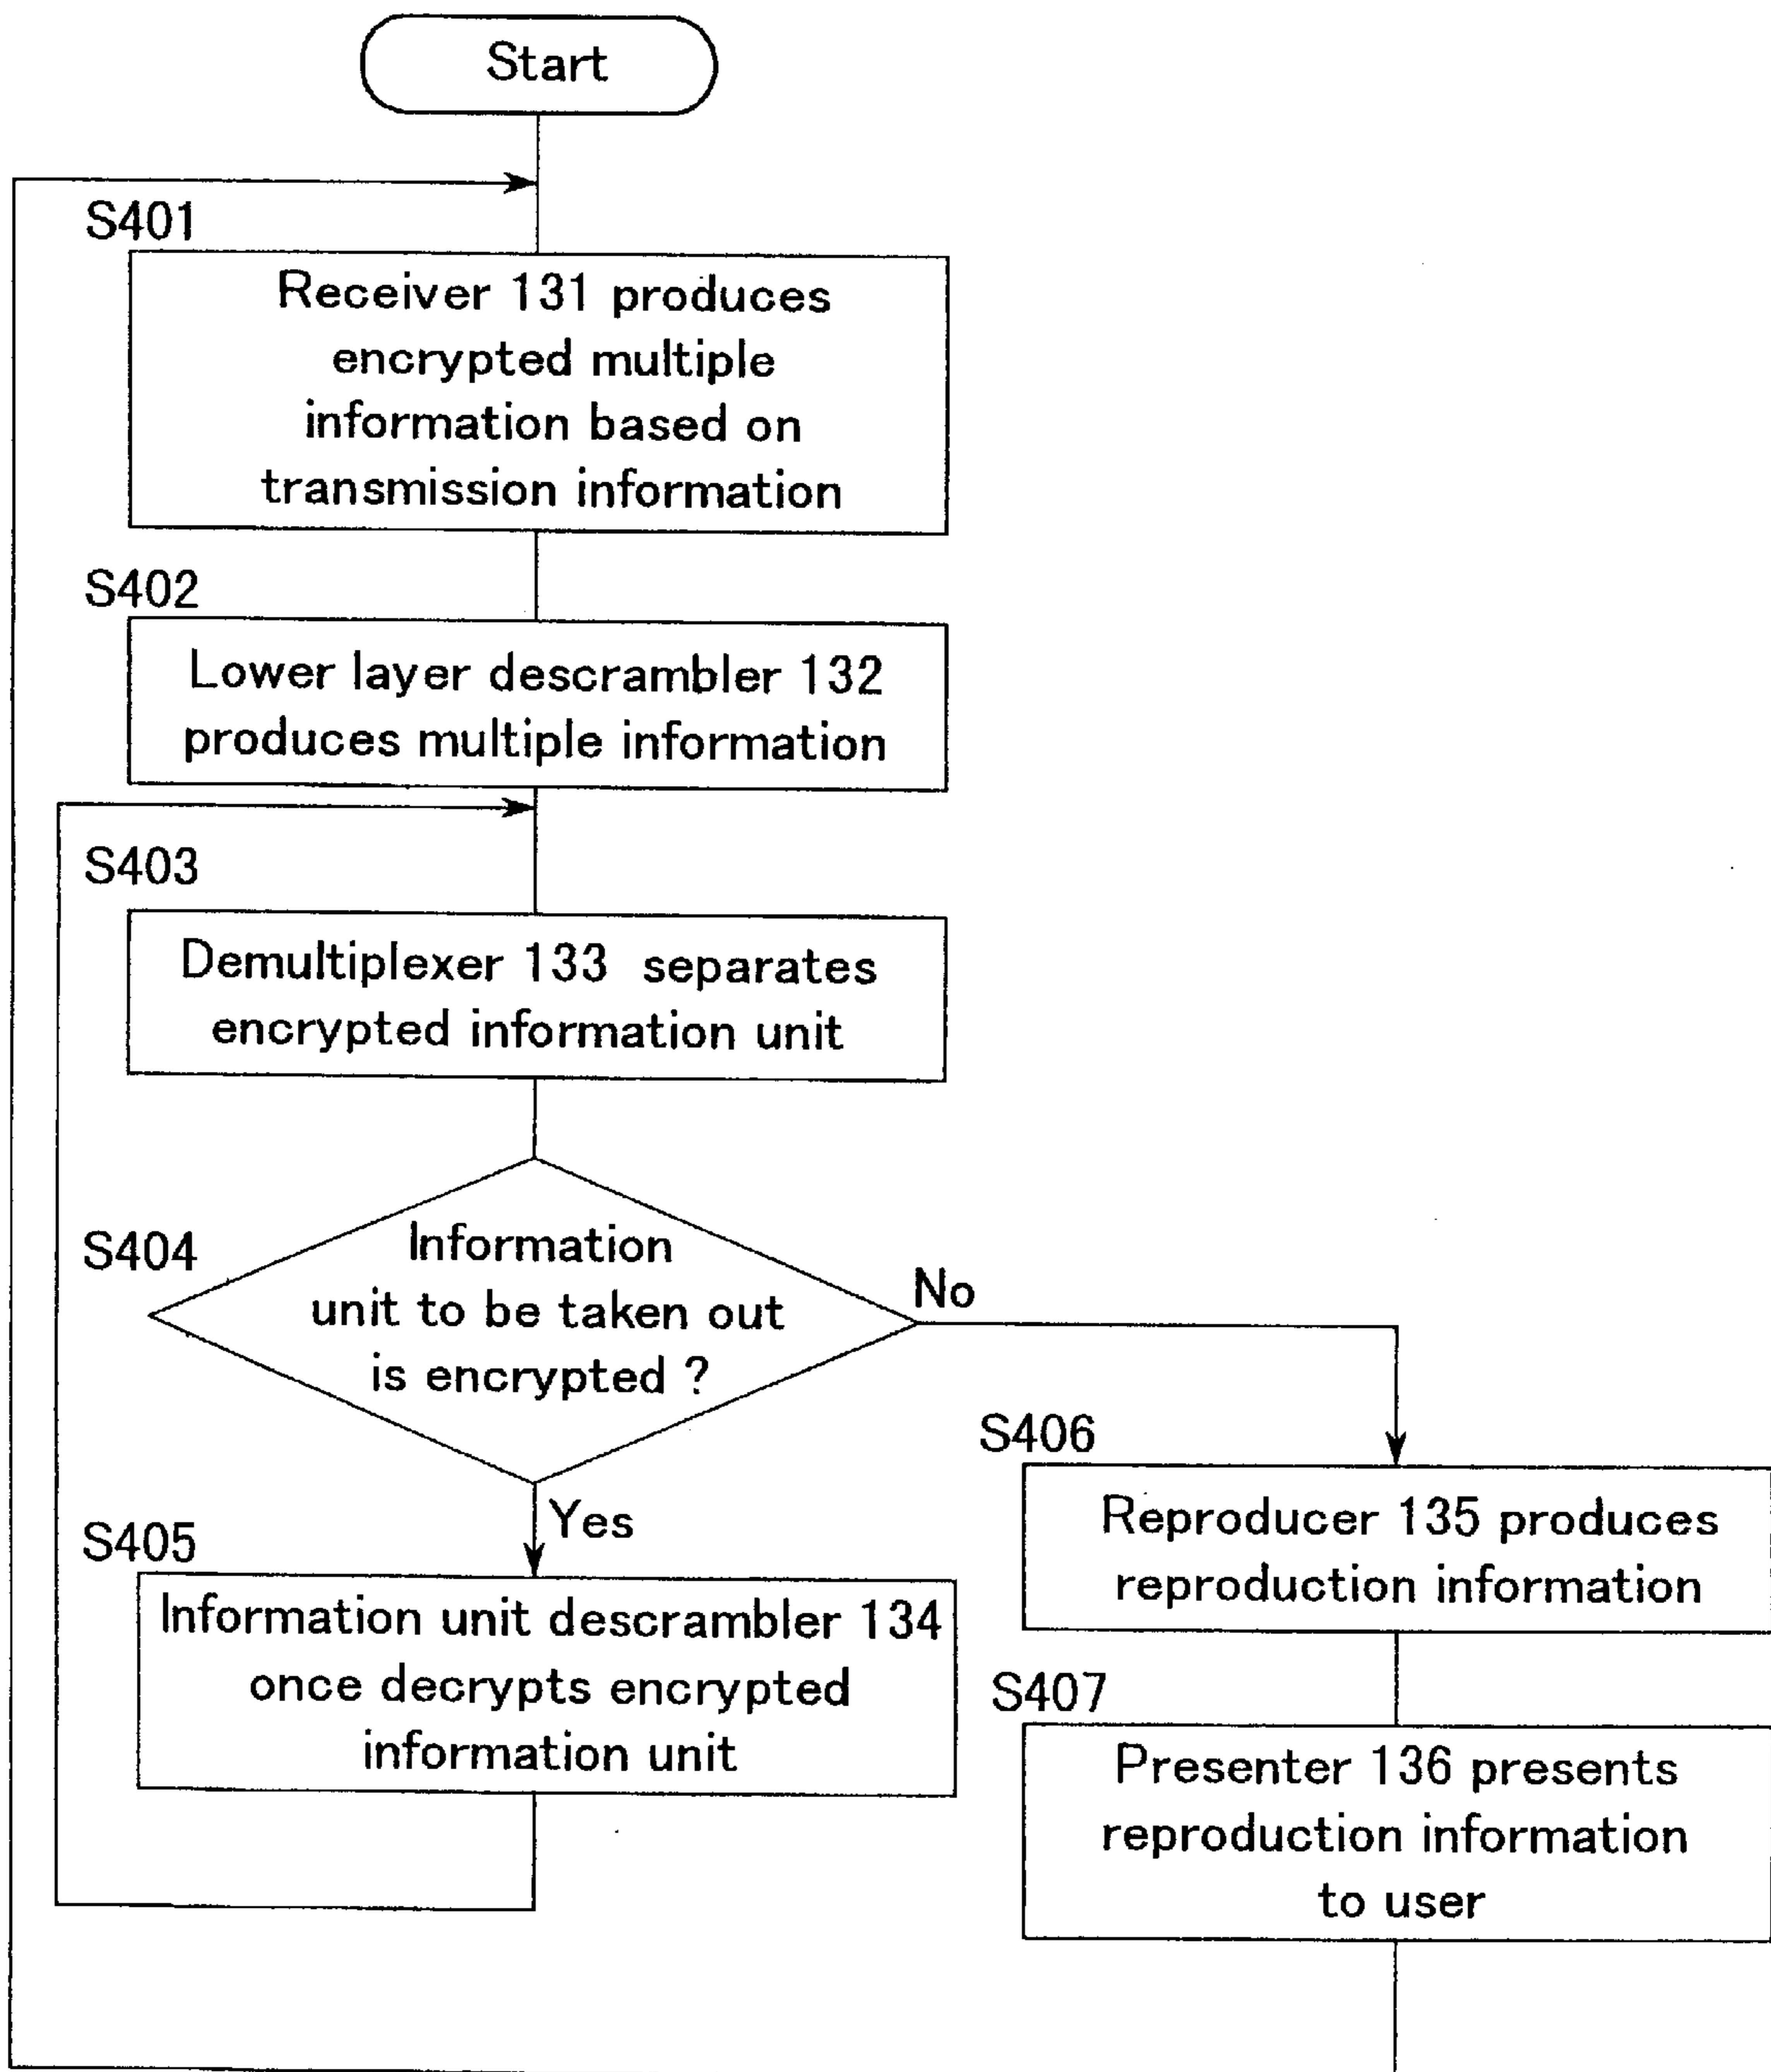 Start
S401
Receiver 131 produces
encrypted multiple
information based on
transmission information
S402
Lower layer descrambler 132
produces multiple information
S403
Demultiplexer 133 separates
encrypted information unit
S404
Information
unit to be taken out
is encrypted ?
No
Yes
S405
Information unit descrambler 134
once decrypts encrypted
information unit
S406
Reproducer 135 produces
reproduction information
S407
Presenter 136 presents
reproduction information
to user